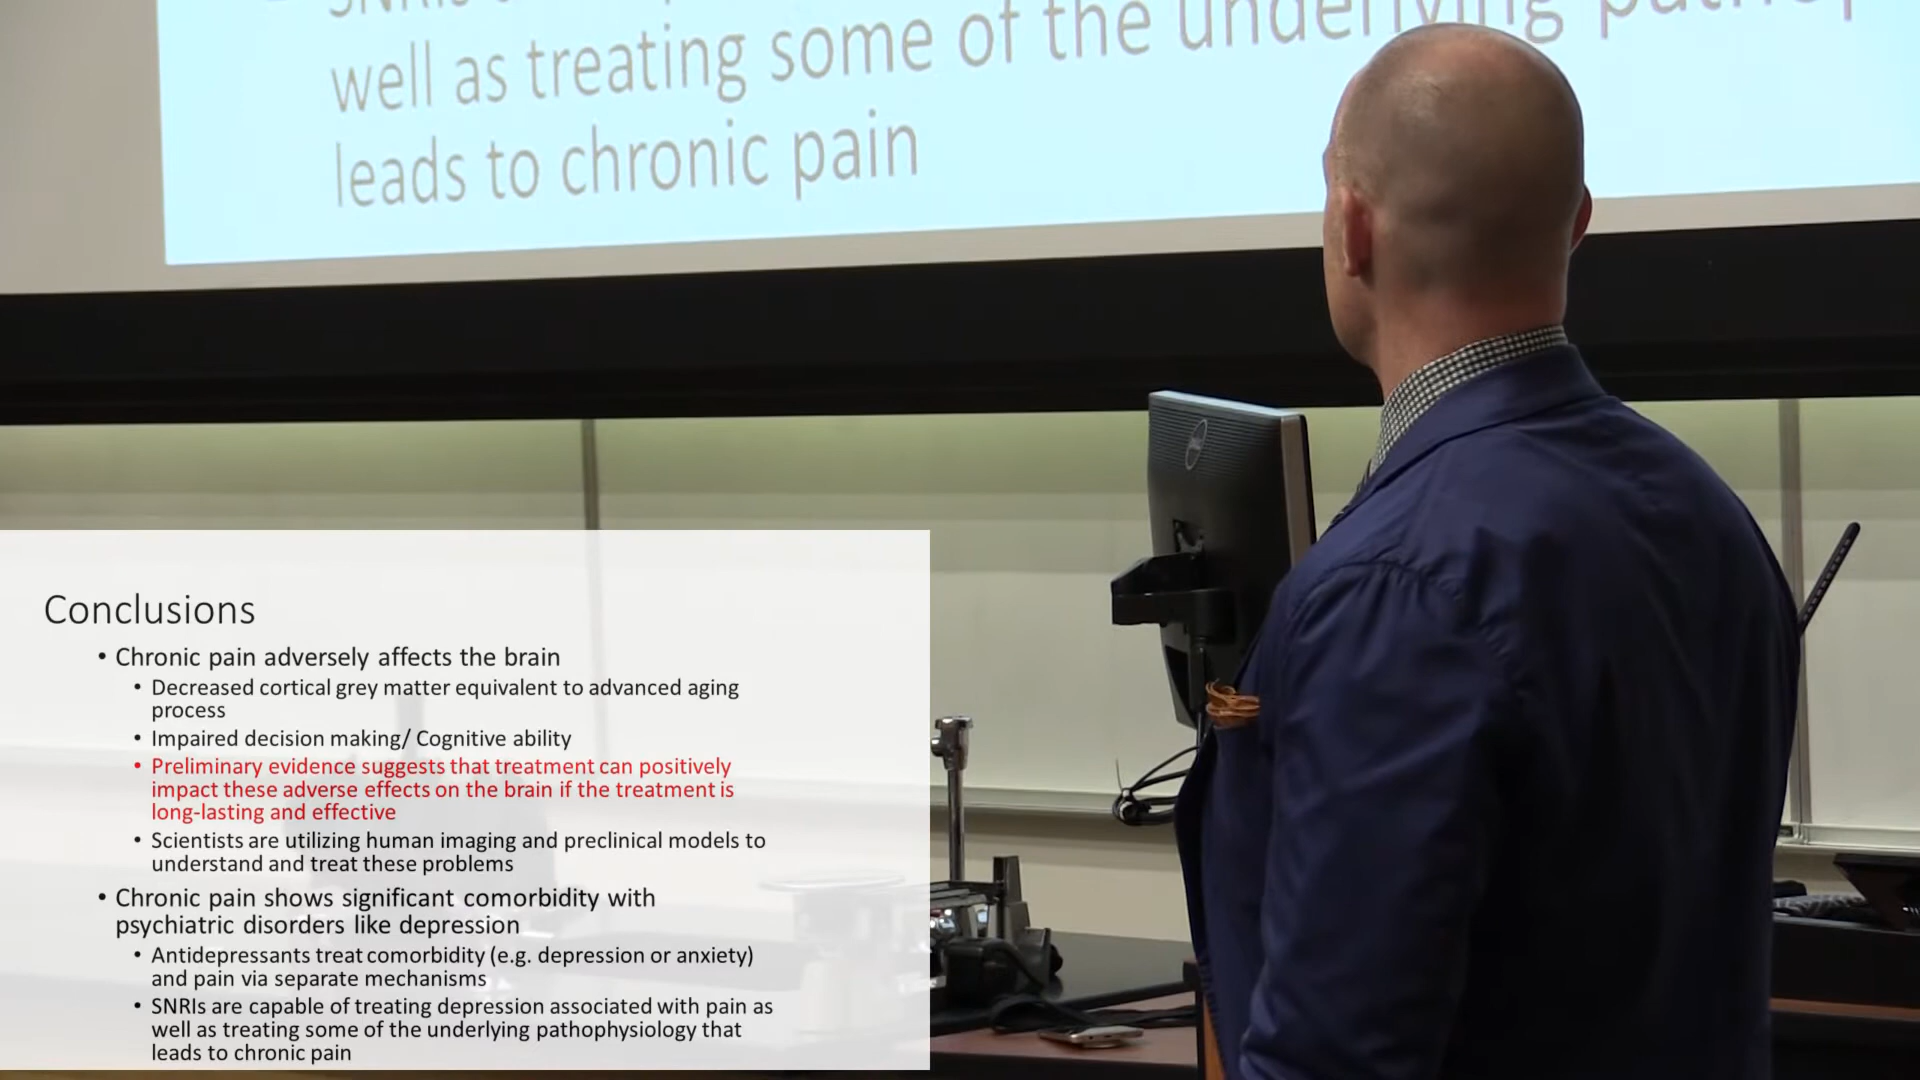 SNRIs
well as treating some of the underlying
leads to chronic pain
DELL
Conclusions
• Chronic pain adversely affects the brain
• Decreased cortical grey matter equivalent to advanced aging
process
• Impaired decision making/ Cognitive ability
• Preliminary evidence suggests that treatment can positively
impact these adverse effects on the brain if the treatment is
long-lasting and effective
• Scientists are utilizing human imaging and preclinical models to
understand and treat these problems
• Chronic pain shows significant comorbidity with
psychiatric disorders like depression
• Antidepressants treat comorbidity (e.g. depression or anxiety)
and pain via separate mechanisms
• SNRIs are capable of treating depression associated with pain as
well as treating some of the underlying pathophysiology that
leads to chronic pain